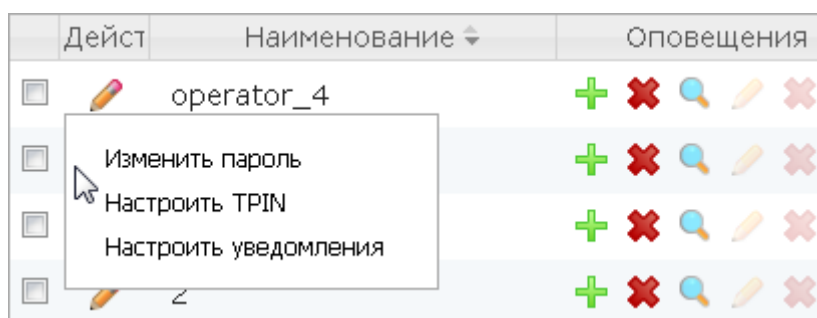 Дейст Наименование Оповещения
operator_4
Изменить пароль
Настроить TPIN
Настроить уведомления
2